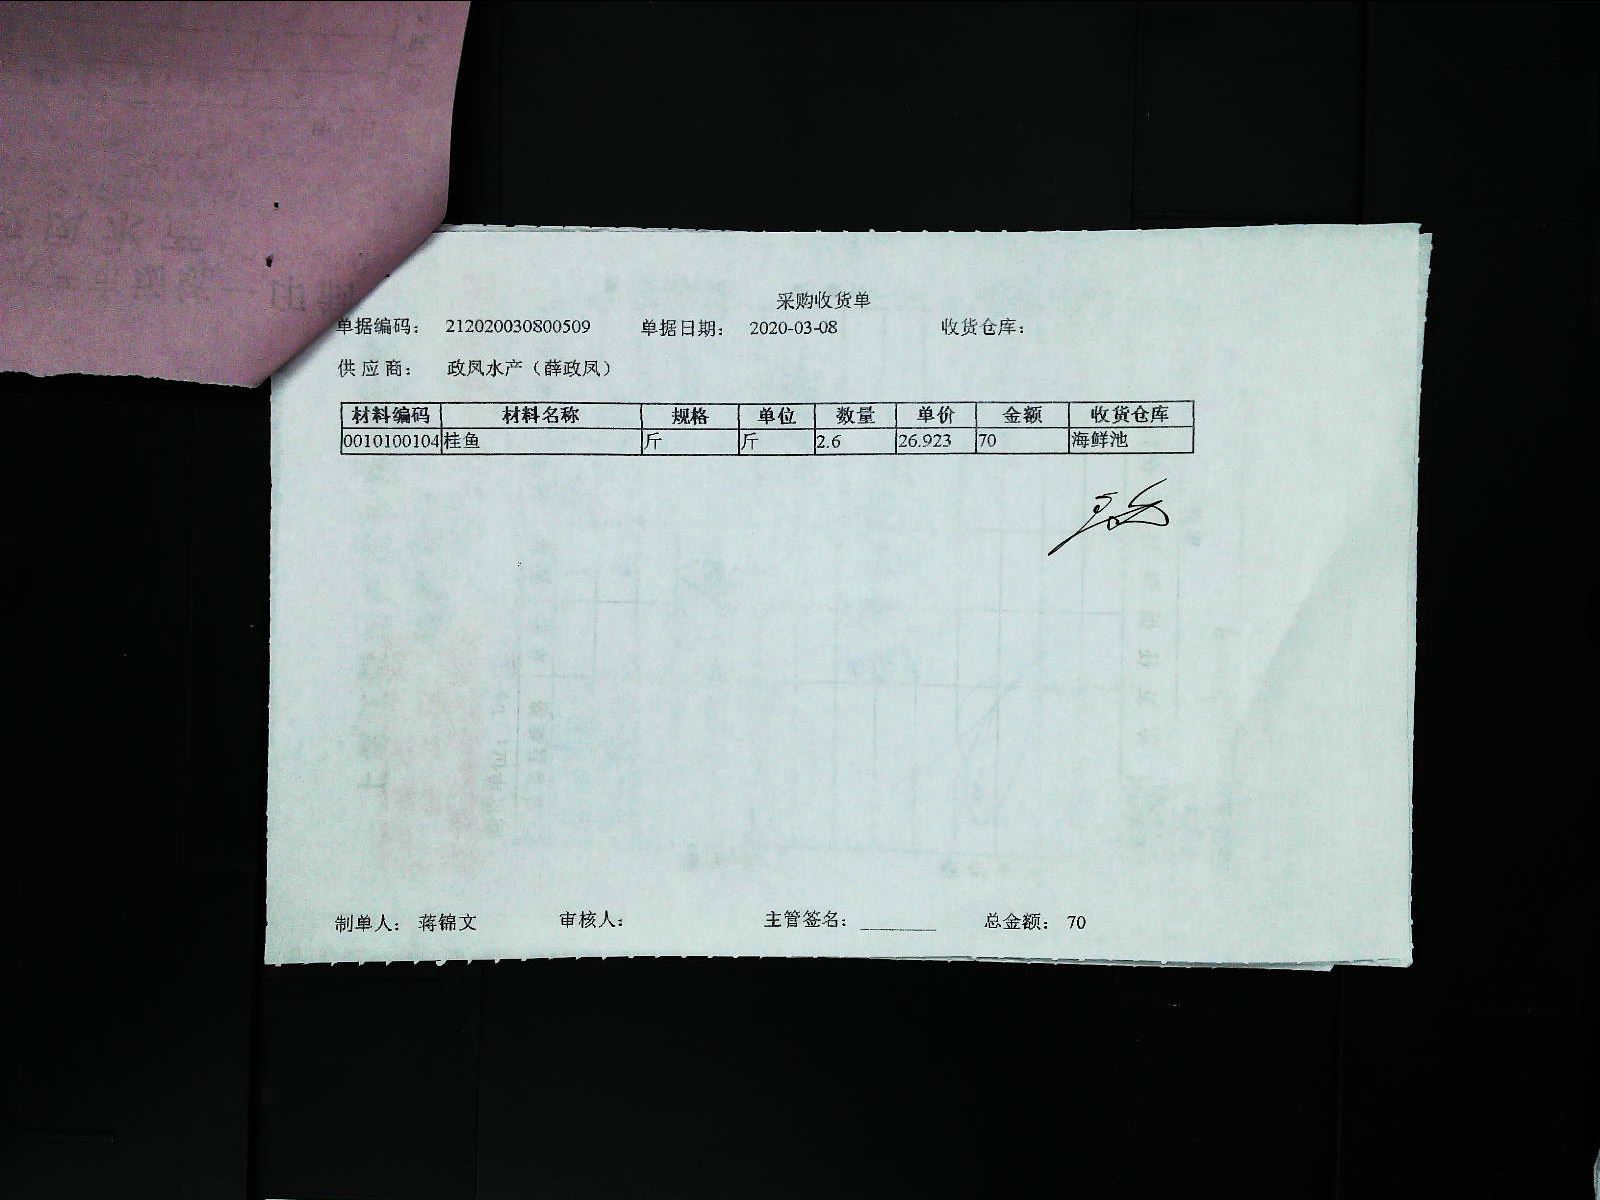 采购收货单
单据编码： 212020030800509 单据日期： 2020-03-08 收货仓库：
供应商： 政凤水产（薛政凤）
材料编码 材料名称 规格 单位 数量 单价 金额 收货仓库
0010100104 桂鱼 斤 斤 2.6 26.923 70 海鲜池
制单人： 蒋锦文 审核人： 主管签名： ________ 总金额： 70